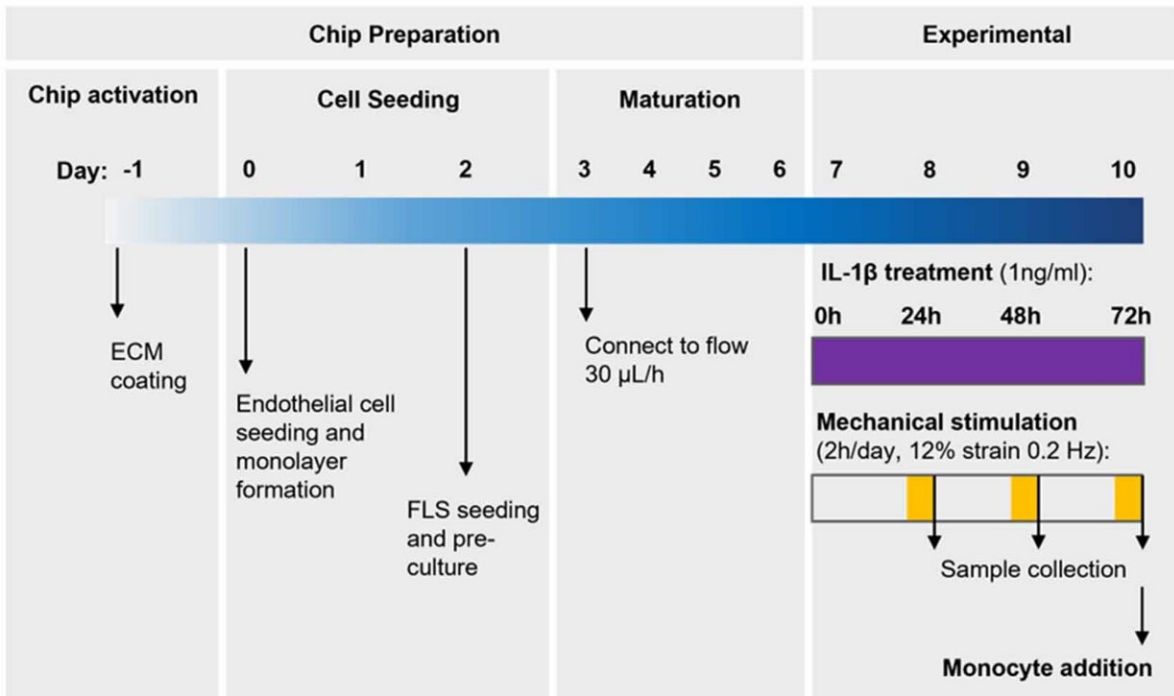 Chip Preparation
Experimental
Chip activation
Cell Seeding
Maturation
Day: -1 0 1 2 3 4 5 6 7 8 9 10
ECM
coating
Endothelial cell
seeding and
monolayer
formation
FLS seeding
and pre-
culture
Connect to flow
30 µL/h
IL-1β treatment (1ng/ml):
0h 24h 48h 72h
Mechanical stimulation
(2h/day, 12% strain 0.2 Hz):
Sample collection
Monocyte addition